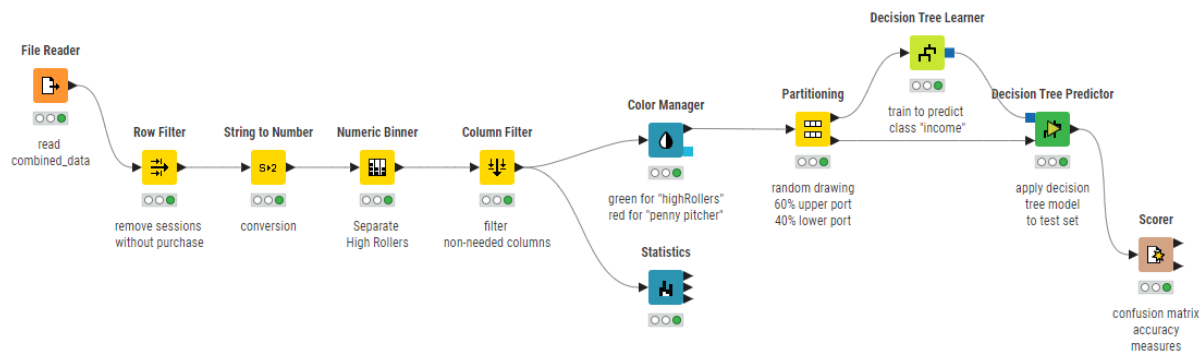 File Reader
read
combined_data
Row Filter
remove sessions
without purchase
String to Number
S▸2
conversion
Numeric Binner
Separate
High Rollers
Column Filter
filter
non-needed columns
Color Manager
green for "highRollers"
red for "penny pitcher"
Statistics
Partitioning
random drawing
60% upper port
40% lower port
Decision Tree Learner
train to predict
class "income"
Decision Tree Predictor
apply decision
tree model
to test set
Scorer
confusion matrix
accuracy
measures